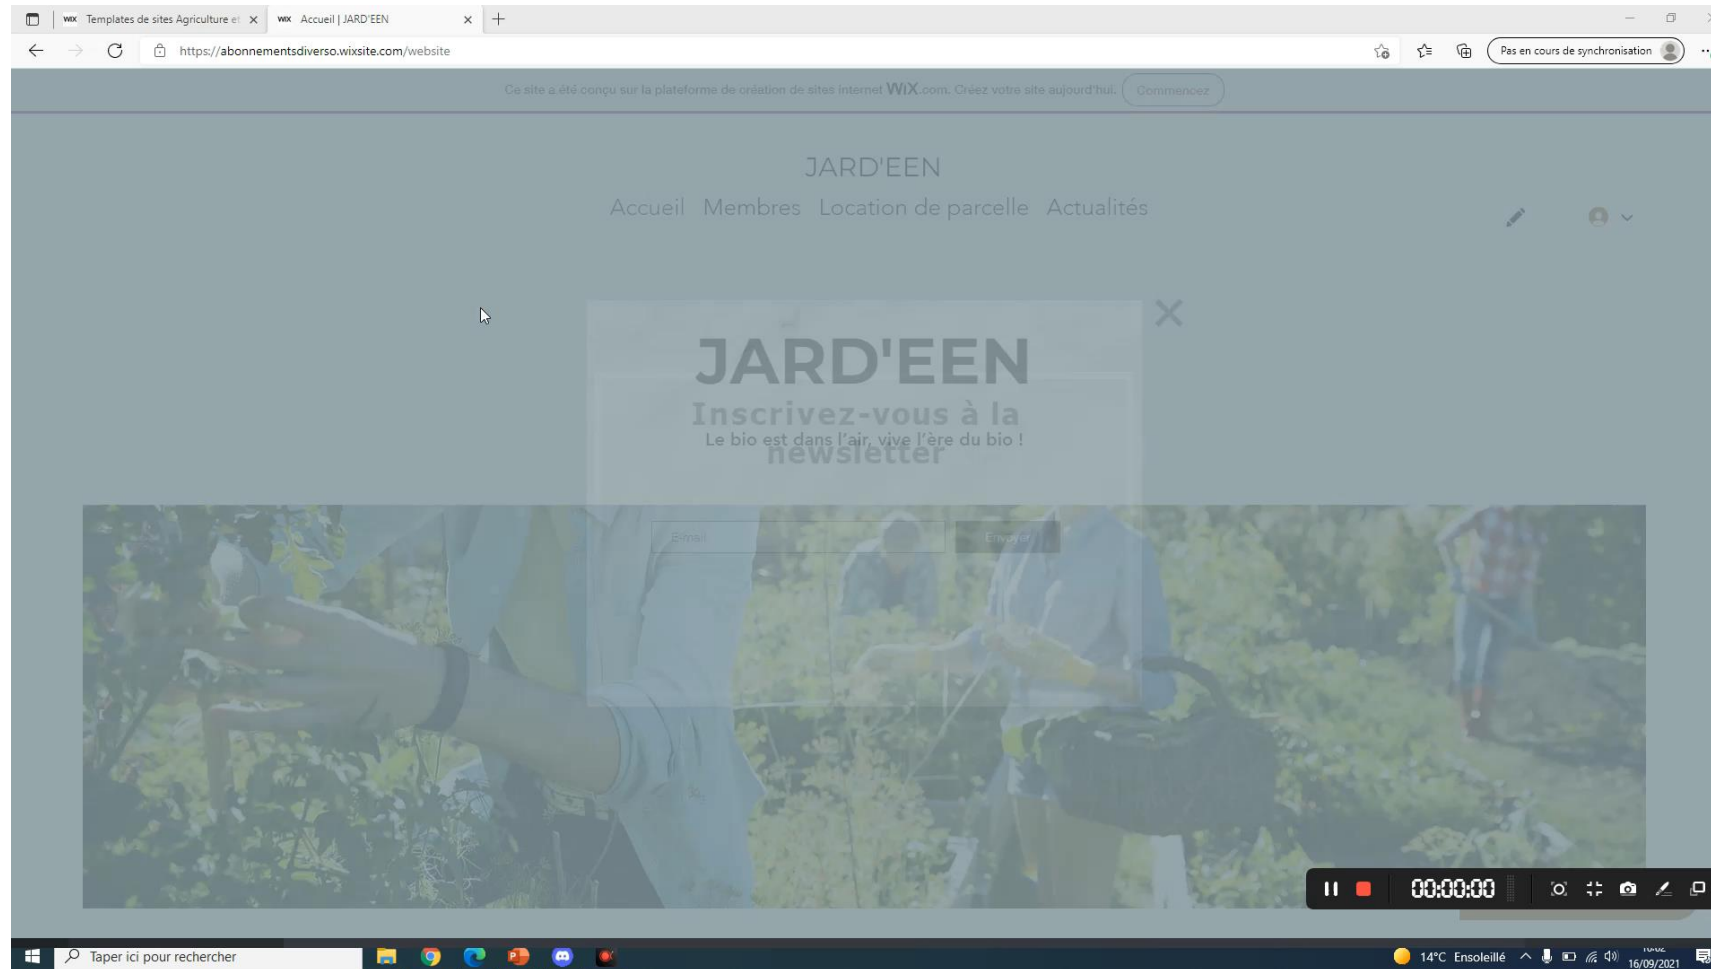 Templates de sites Agriculture et
Accueil | JARD'EEN
https://abonnementsdiverso.wixsite.com/website
Pas en cours de synchronisation
Ce site a été conçu sur la plateforme de création de sites internet WiX.com. Créez votre site aujourd'hui. Commencez
JARD'EEN
Accueil Membres Location de parcelle Actualités
JARD'EEN
Inscrivez-vous à la
Le bio est dans l'air, vive l'ère du bio !
newsletter
E-mail
Envoyer
00:00:00
Taper ici pour rechercher
14°C Ensoleillé
16/09/2021